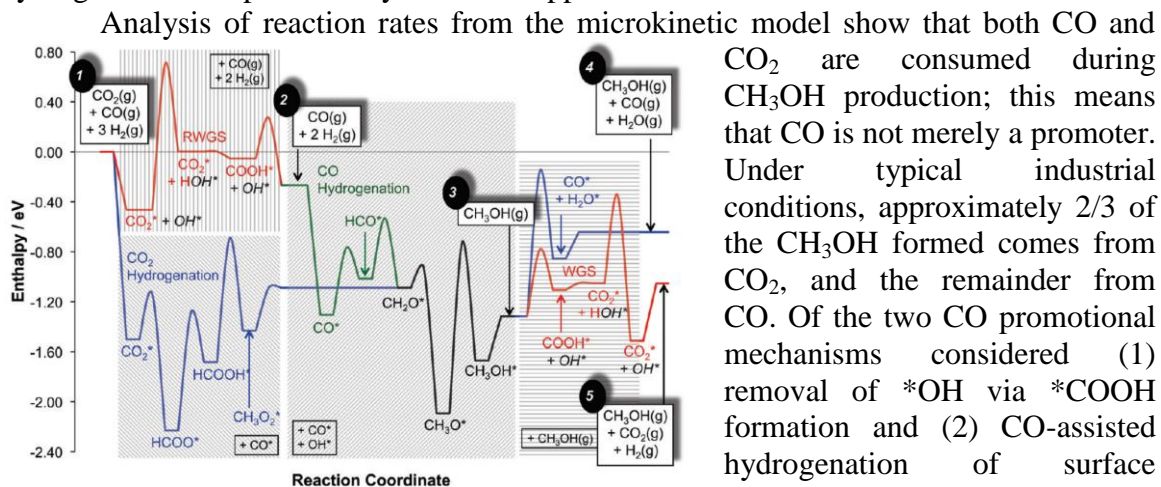 Analysis of reaction rates from the microkinetic model show that both CO and
CO2 are consumed during
CH3OH production; this means
that CO is not merely a promoter.
Under typical industrial
conditions, approximately 2/3 of
the CH3OH formed comes from
CO2, and the remainder from
CO. Of the two CO promotional
mechanisms considered (1)
removal of *OH via *COOH
formation and (2) CO-assisted
hydrogenation of surface
Enthalpy / eV
0.80
0.40
0.00
-0.40
-0.80
-1.20
-1.60
-2.00
-2.40
Reaction Coordinate
1
CO2(g)
+ CO(g)
+ 3 H2(g)
+ CO(g)
+ 2 H2(g)
RWGS
CO2*
+ HOH*
COOH*
+ OH*
CO2* + OH*
CO2
Hydrogenation
CO2*
HCOO*
HCOOH*
CH3O2*
+ CO*
2
CO(g)
+ 2 H2(g)
CO
Hydrogenation
HCO*
CO*
CH2O*
+ CO*
+ OH*
3
CH3OH(g)
CH3O*
CH3OH*
4
CH3OH(g)
+ CO(g)
+ H2O(g)
CO*
+ H2O*
WGS
CO2*
+ HOH*
COOH*
+ OH*
CO2*
+ OH*
+ CH3OH(g)
5
CH3OH(g)
+ CO2(g)
+ H2(g)